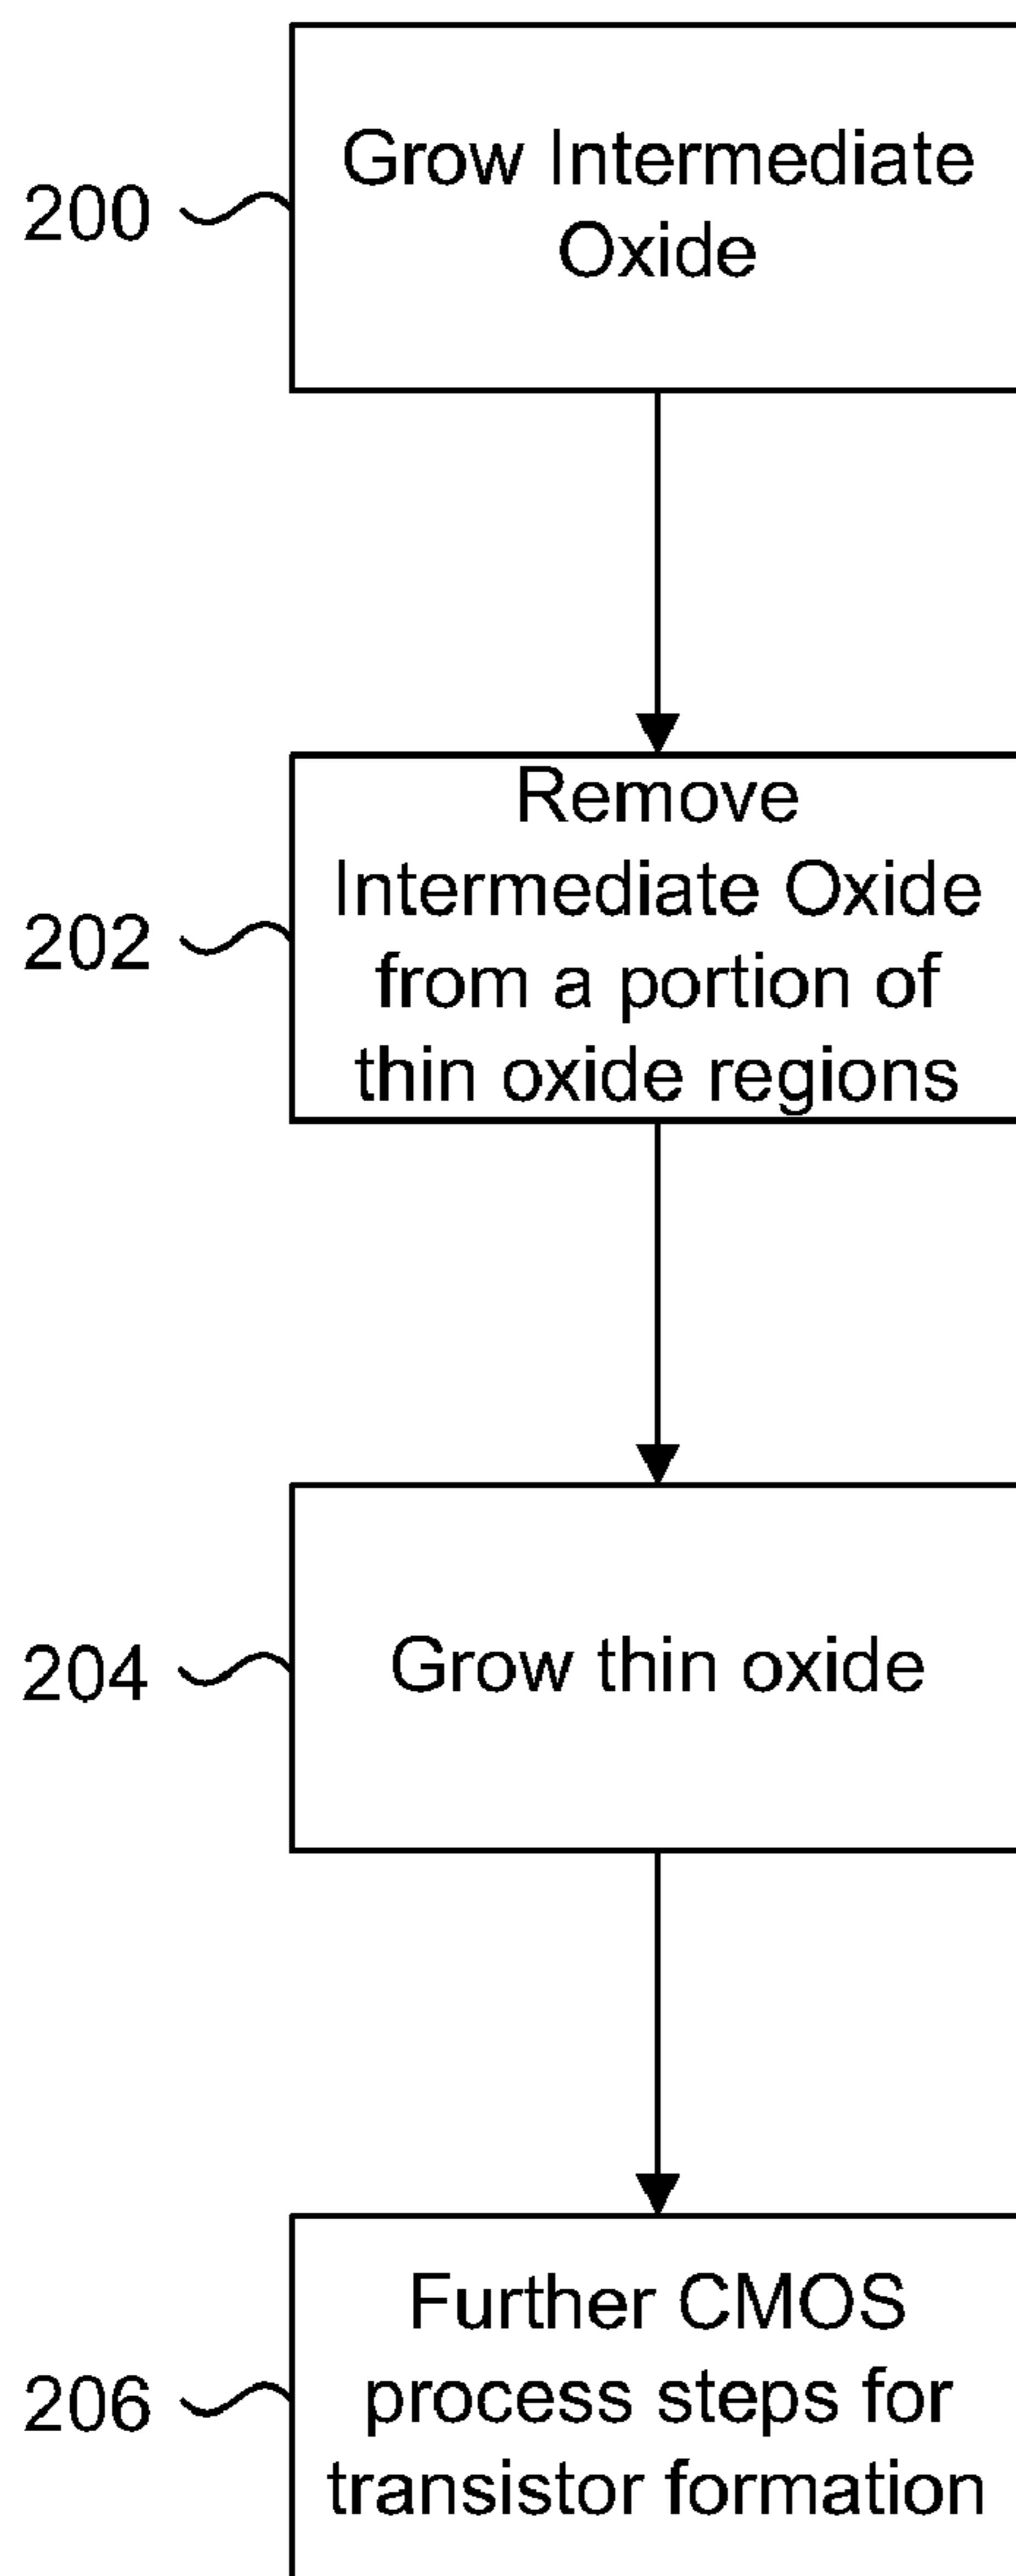 200
Grow Intermediate
Oxide
202
Remove
Intermediate Oxide
from a portion of
thin oxide regions
204
Grow thin oxide
206
Further CMOS
process steps for
transistor formation